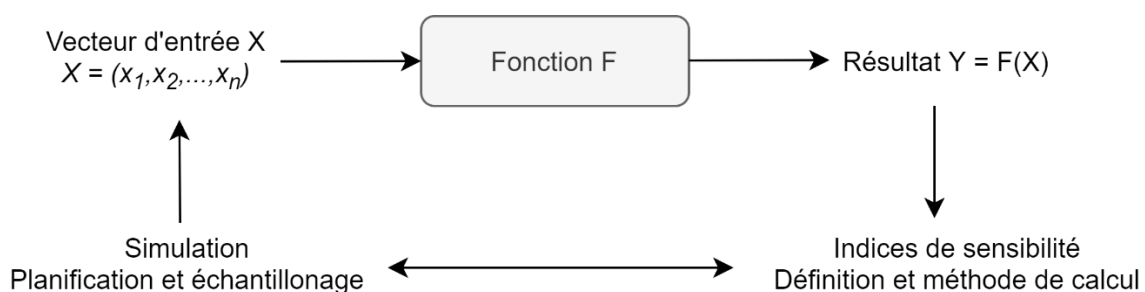 Vecteur d'entrée X
X = (x1,x2,...,xn)
Fonction F
Résultat Y = F(X)
Simulation
Planification et échantillonage
Indices de sensibilité
Définition et méthode de calcul